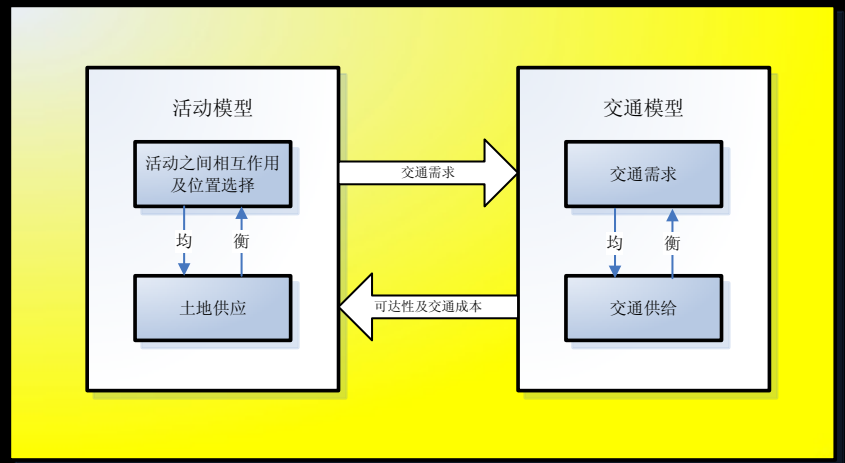 活动模型
活动之间相互作用
及位置选择
均 衡
土地供应
交通需求
可达性及交通成本
交通模型
交通需求
均 衡
交通供给